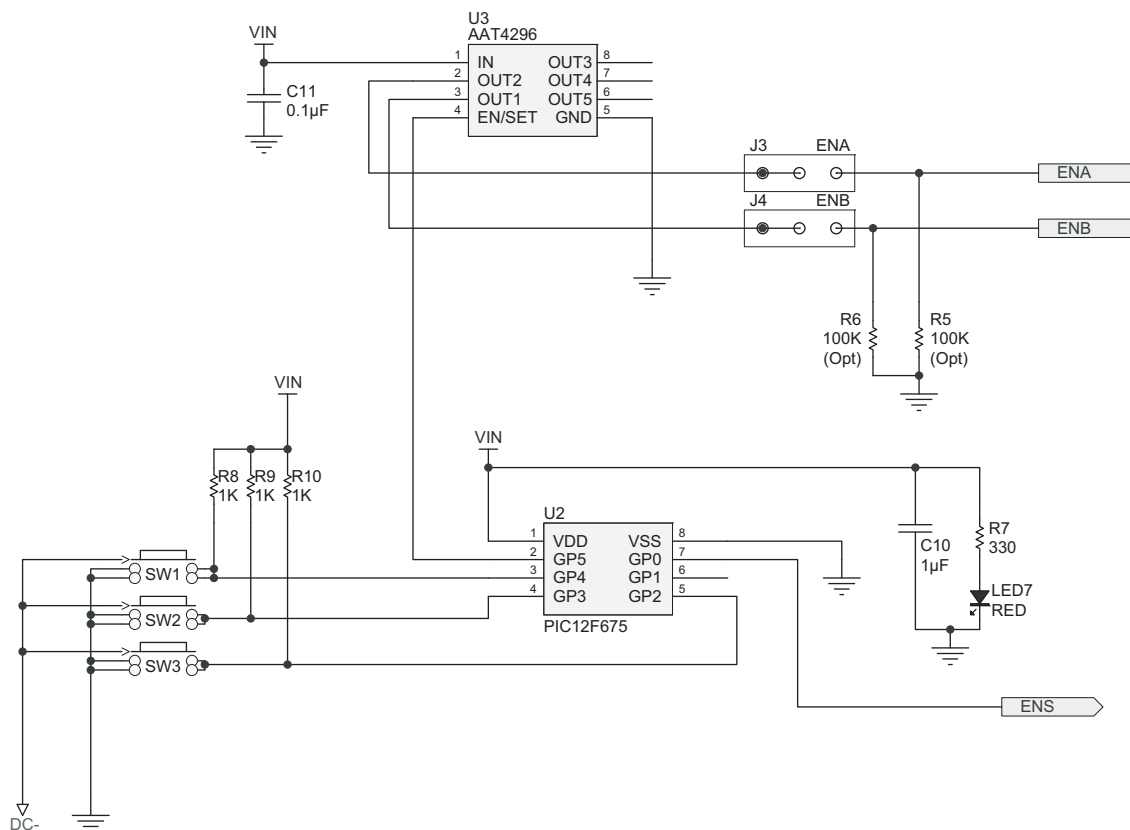 U3
AAT4296
VIN
1 IN OUT3 8
2 OUT2 OUT4 7
3 OUT1 OUT5 6
4 EN/SET GND 5
C11
0.1µF
J3 ENA
ENA
J4 ENB
ENB
R6
100K
(Opt)
R5
100K
(Opt)
VIN
R8
1K
R9
1K
R10
1K
VIN
U2
1 VDD VSS 8
2 GP5 GP0 7
3 GP4 GP1 6
4 GP3 GP2 5
PIC12F675
C10
1µF
R7
330
LED7
RED
SW1
SW2
SW3
ENS
DC-